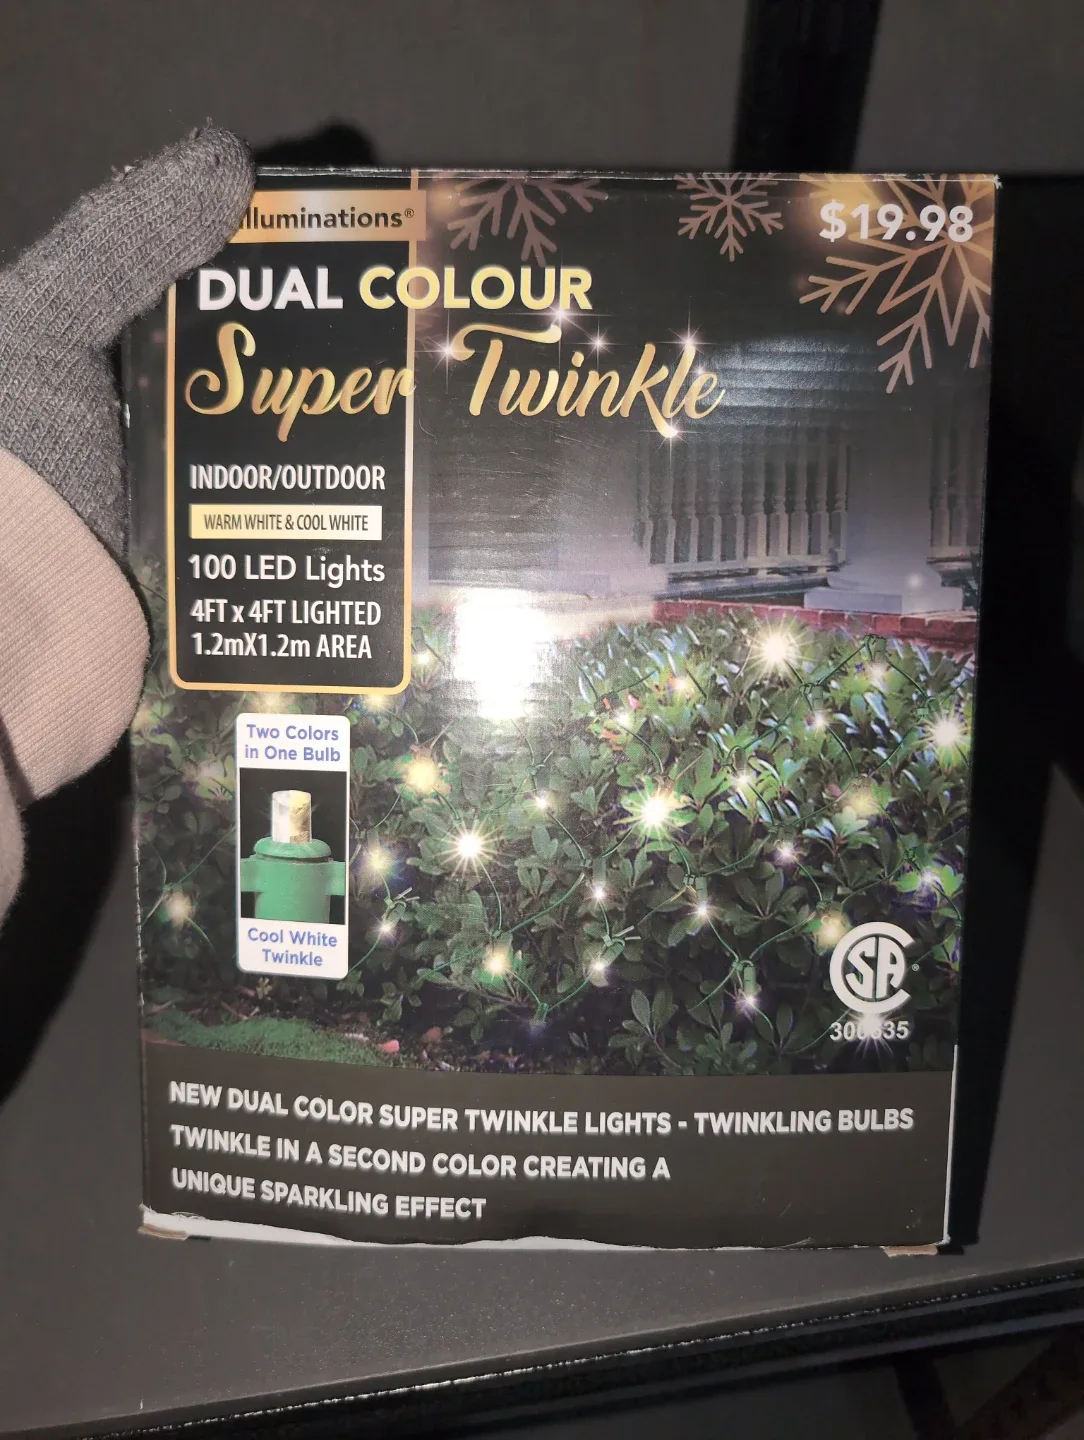 lluminations®
$19.98
DUAL COLOUR
Super Twinkle
INDOOR/OUTDOOR
WARM WHITE & COOL WHITE
100 LED Lights
4FT x 4FT LIGHTED
1.2mX1.2m AREA
Two Colors
in One Bulb
Cool White
Twinkle
CSA®
NEW DUAL COLOR SUPER TWINKLE LIGHTS - TWINKLING BULBS
TWINKLE IN A SECOND COLOR CREATING A
UNIQUE SPARKLING EFFECT